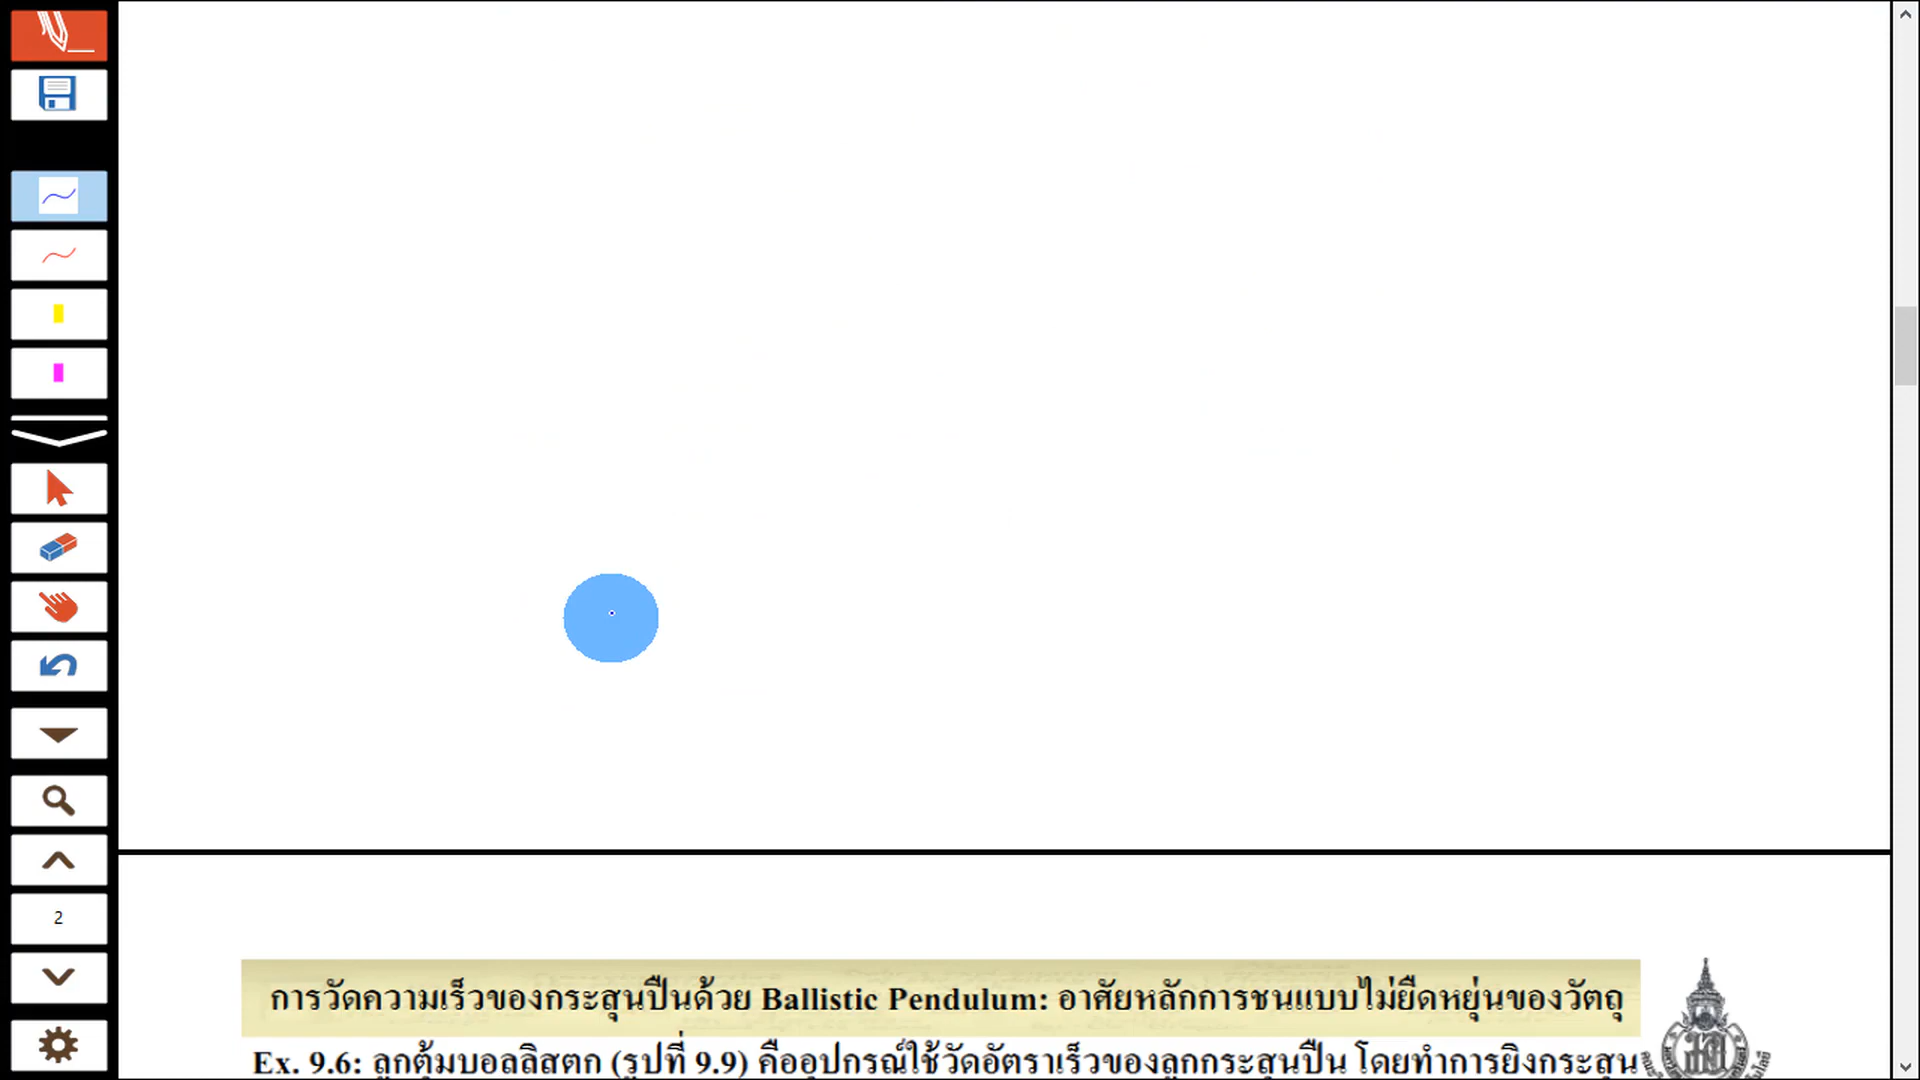 2
การวัดความเร็วของกระสุนปืนด้วย Ballistic Pendulum: อาศัยหลักการชนแบบไม่ยืดหยุ่นของวัตถุ
Ex. 9.6: ลูกตุ้มบอลลิสตก (รูปที่ 9.9) คืออุปกรณ์ใช้วัดอัตราเร็วของลูกกระสุนปืน โดยทำการยิงกระสุน